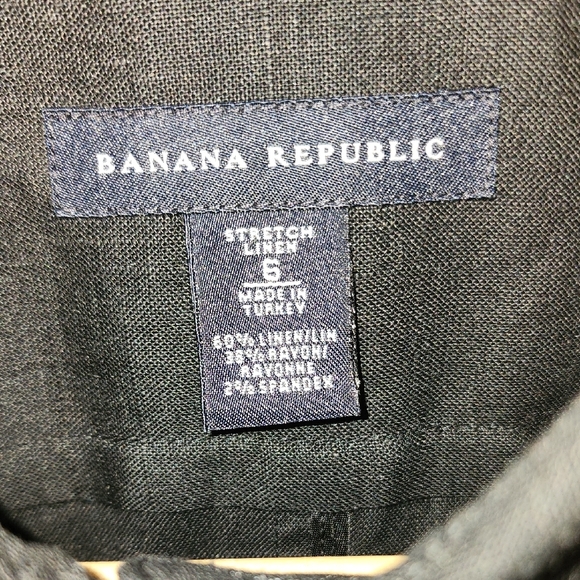 BANANA REPUBLIC
STRETCH
LINEN
6
MADE IN
TURKEY
60% LINEN/LIN
38% RAYON/
RAYONNE
2% SPANDEX